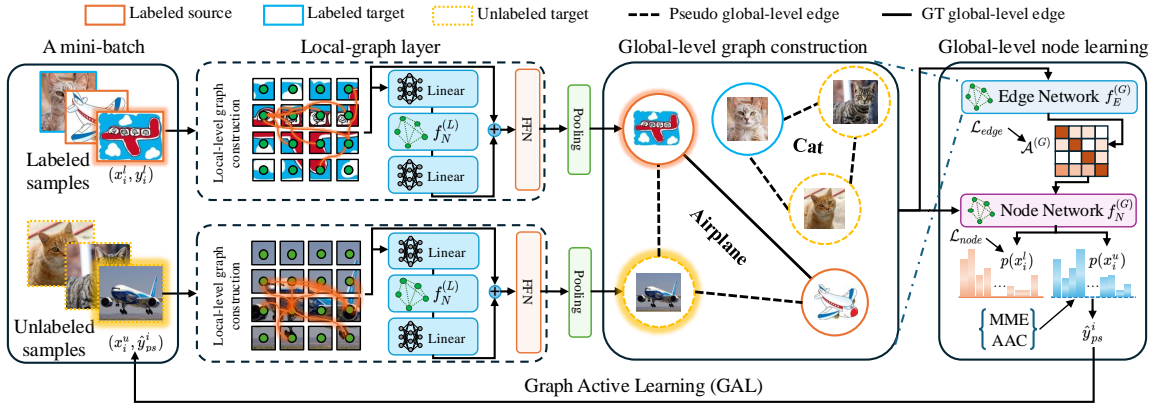 Labeled source
Labeled target
Unlabeled target
Pseudo global-level edge
GT global-level edge
A mini-batch
Local-graph layer
Global-level graph construction
Global-level node learning
Labeled
samples
(x_i^l, y_i^l)
Unlabeled
samples
(x_i^u, ŷ_ps^i)
Local-level graph
construction
Linear
f_N^(L)
Linear
FFN
Pooling
Local-level graph
construction
Linear
f_N^(L)
Linear
FFN
Pooling
Cat
Airplane
Edge Network f_E^(G)
L_edge
A^(G)
Node Network f_N^(G)
L_node
p(x_i^l)
p(x_i^u)
...
...
MME
AAC
ŷ_ps^i
Graph Active Learning (GAL)